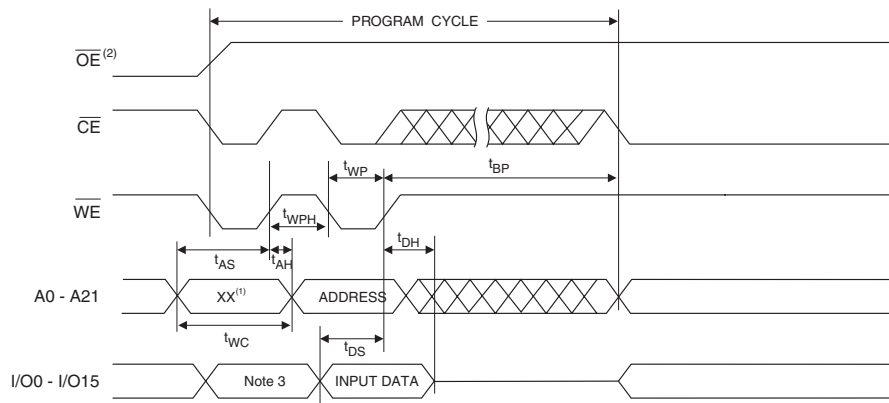 PROGRAM CYCLE
OE (2)
CE
tWP
tBP
WE
tWPH
tDH
tAS
tAH
A0 - A21
XX(1)
ADDRESS
tWC
tDS
I/O0 - I/O15
Note 3
INPUT DATA